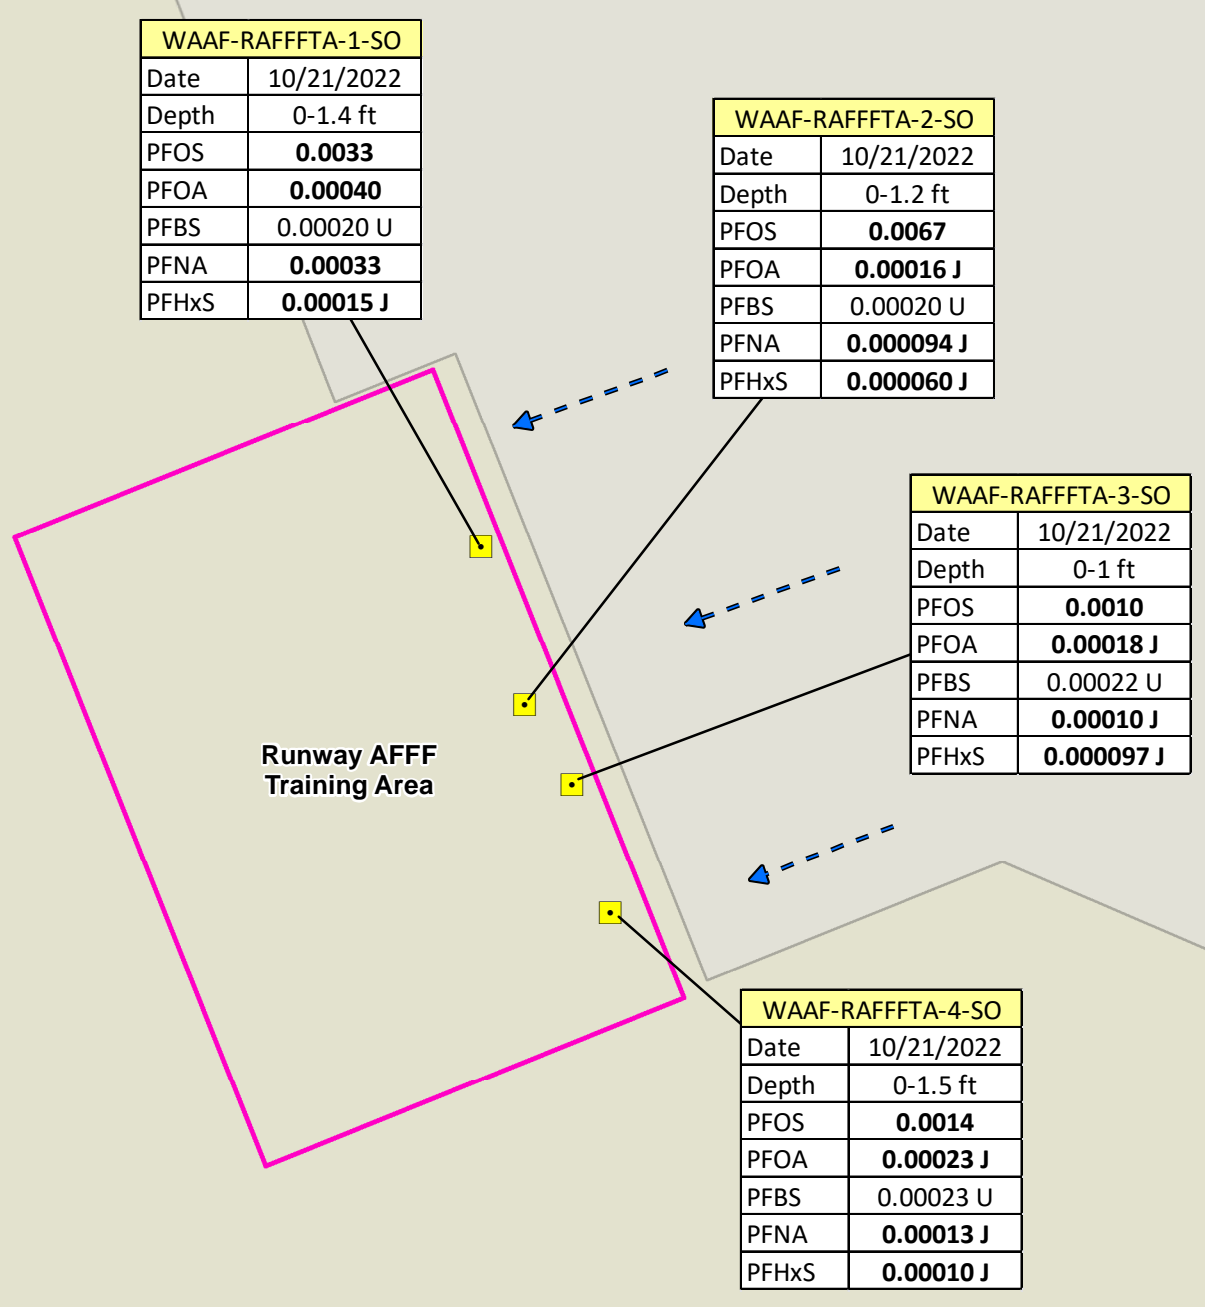 WAAF-RAFFFTA-1-SO
Date 10/21/2022
Depth 0-1.4 ft
PFOS 0.0033
PFOA 0.00040
PFBS 0.00020 U
PFNA 0.00033
PFHxS 0.00015 J
WAAF-RAFFFTA-2-SO
Date 10/21/2022
Depth 0-1.2 ft
PFOS 0.0067
PFOA 0.00016 J
PFBS 0.00020 U
PFNA 0.000094 J
PFHxS 0.000060 J
WAAF-RAFFFTA-3-SO
Date 10/21/2022
Depth 0-1 ft
PFOS 0.0010
PFOA 0.00018 J
PFBS 0.00022 U
PFNA 0.00010 J
PFHxS 0.000097 J
Runway AFFF
Training Area
WAAF-RAFFFTA-4-SO
Date 10/21/2022
Depth 0-1.5 ft
PFOS 0.0014
PFOA 0.00023 J
PFBS 0.00023 U
PFNA 0.00013 J
PFHxS 0.00010 J